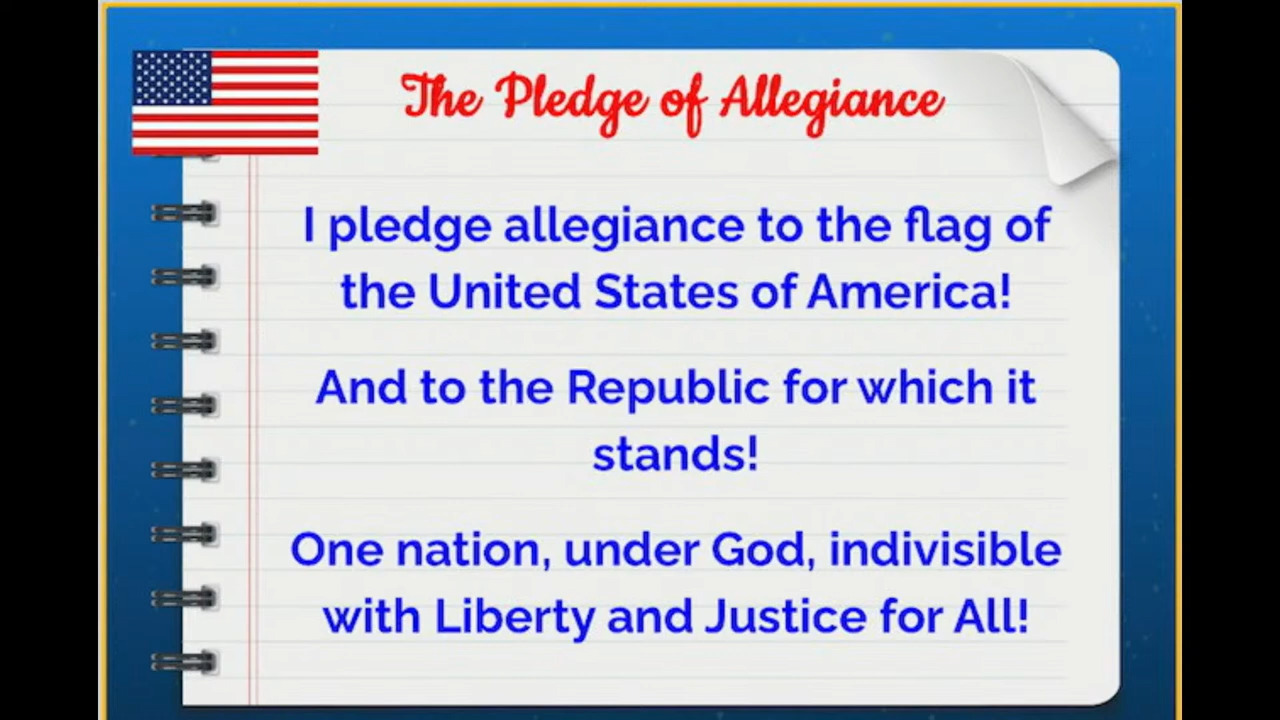 The Pledge of Allegiance
I pledge allegiance to the flag of
the United States of America!
And to the Republic for which it
stands!
One nation, under God, indivisible
with Liberty and Justice for All!